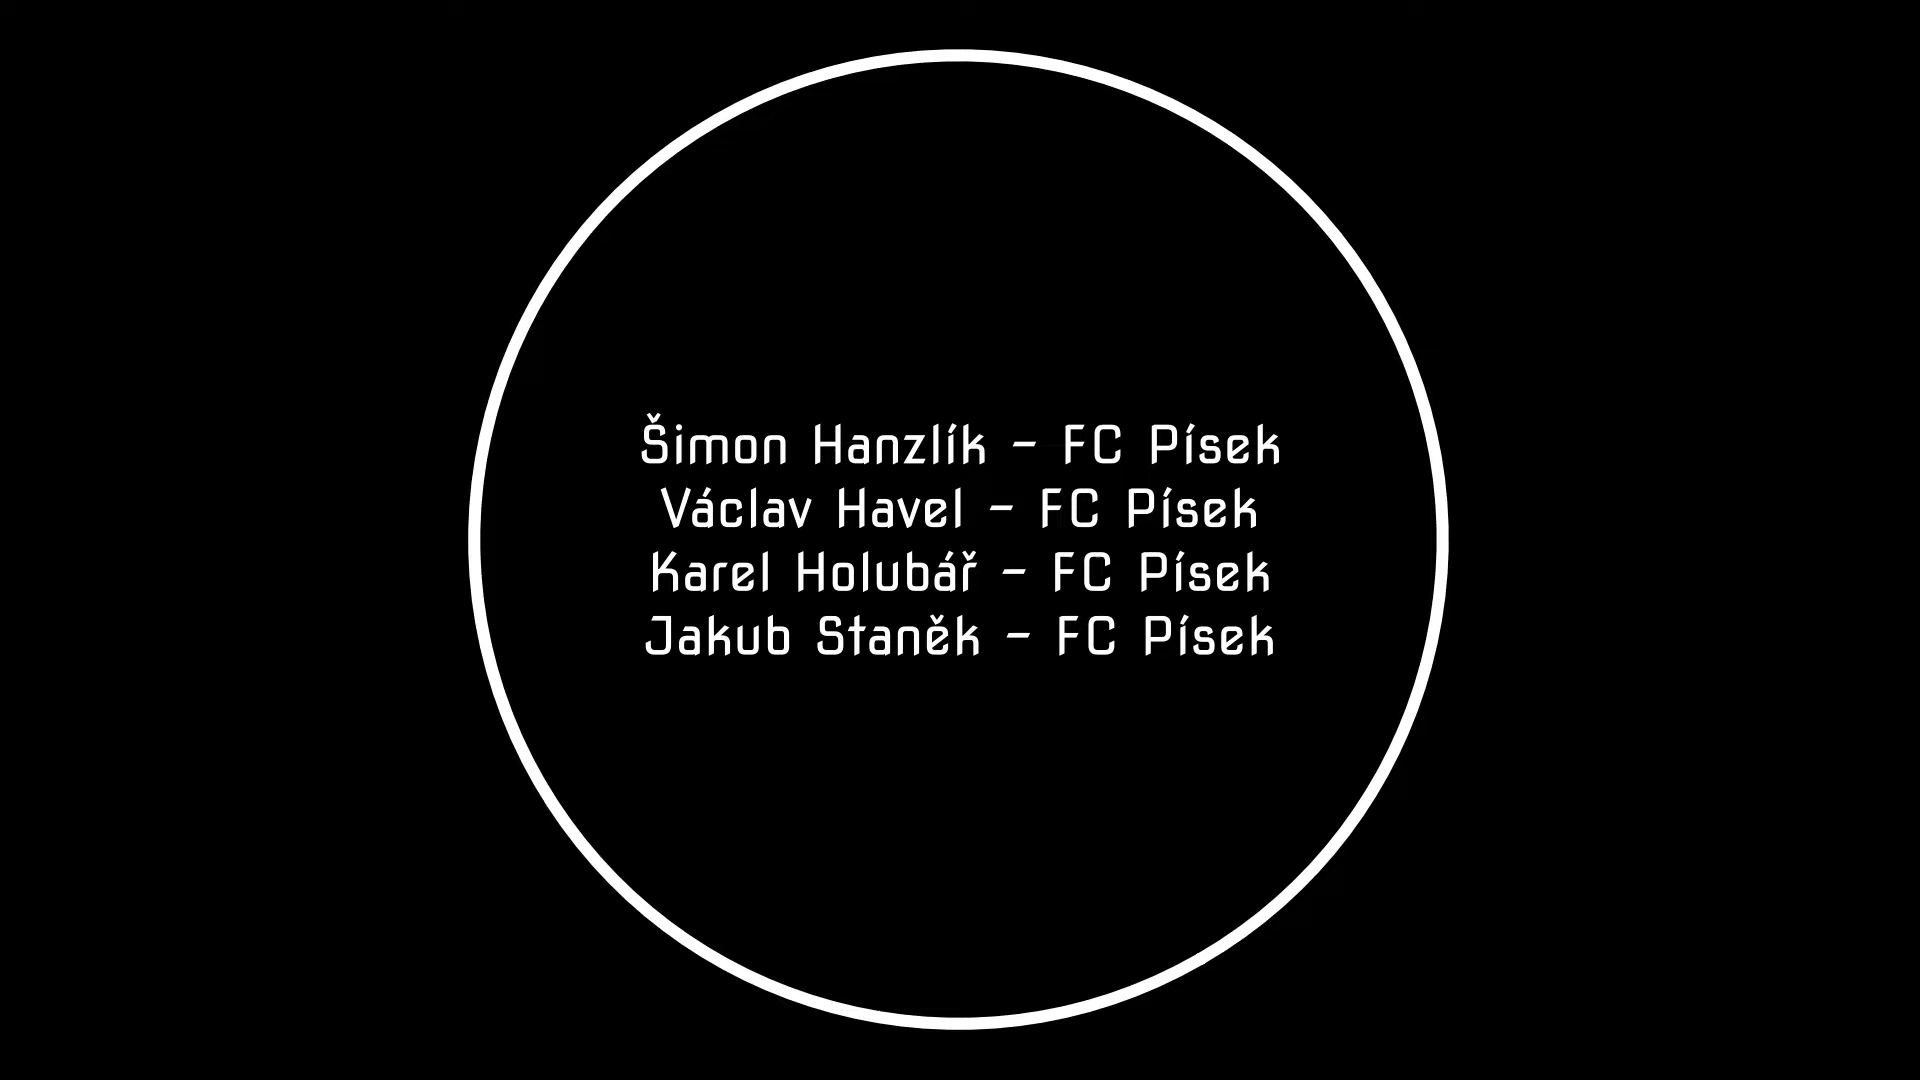 Šimon Hanzlík - FC Písek
Václav Havel - FC Písek
Karel Holubář - FC Písek
Jakub Staněk - FC Písek